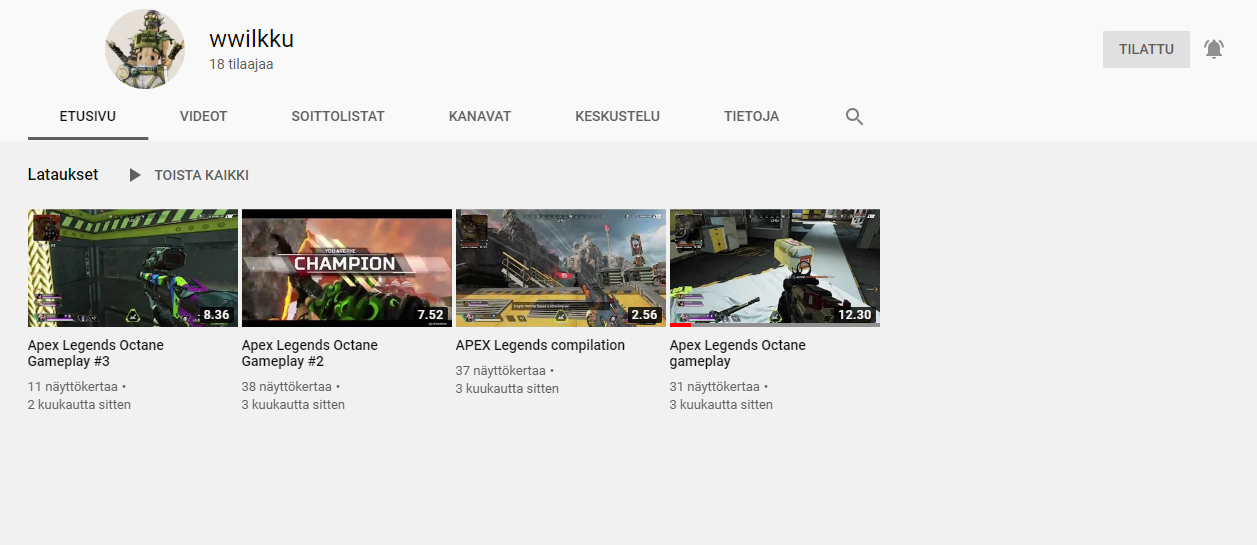 wwilkku
18 tilaajaa
TILATTU
ETUSIVU
VIDEOT
SOITTOLISTAT
KANAVAT
KESKUSTELU
TIETOJA
Lataukset
TOISTA KAIKKI
8.36
YOU ARE THE
CHAMPION
7.52
2.56
12.30
Apex Legends Octane
Gameplay #3
11 näyttökertaa •
2 kuukautta sitten
Apex Legends Octane
Gameplay #2
38 näyttökertaa •
3 kuukautta sitten
APEX Legends compilation
37 näyttökertaa •
3 kuukautta sitten
Apex Legends Octane
gameplay
31 näyttökertaa •
3 kuukautta sitten